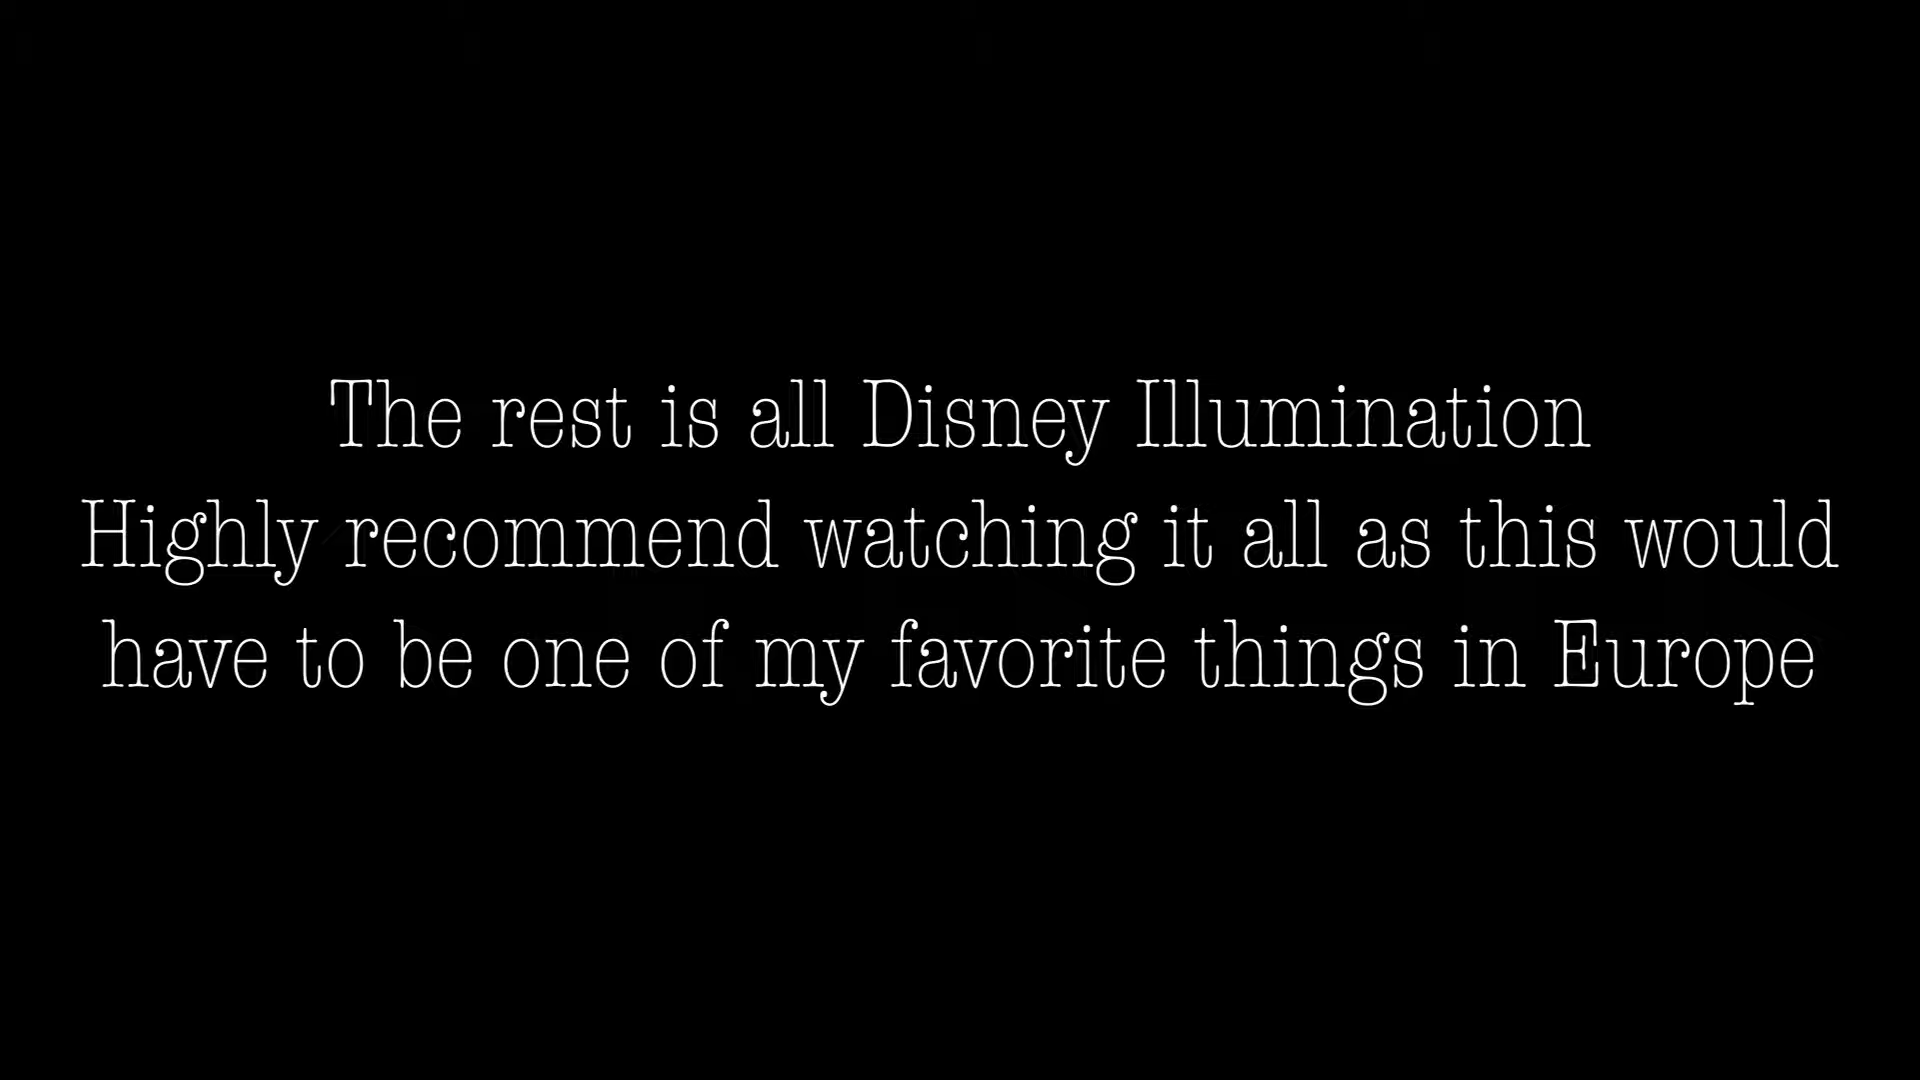 The rest is all Disney Illumination
Highly recommend watching it all as this would
have to be one of my favorite things in Europe